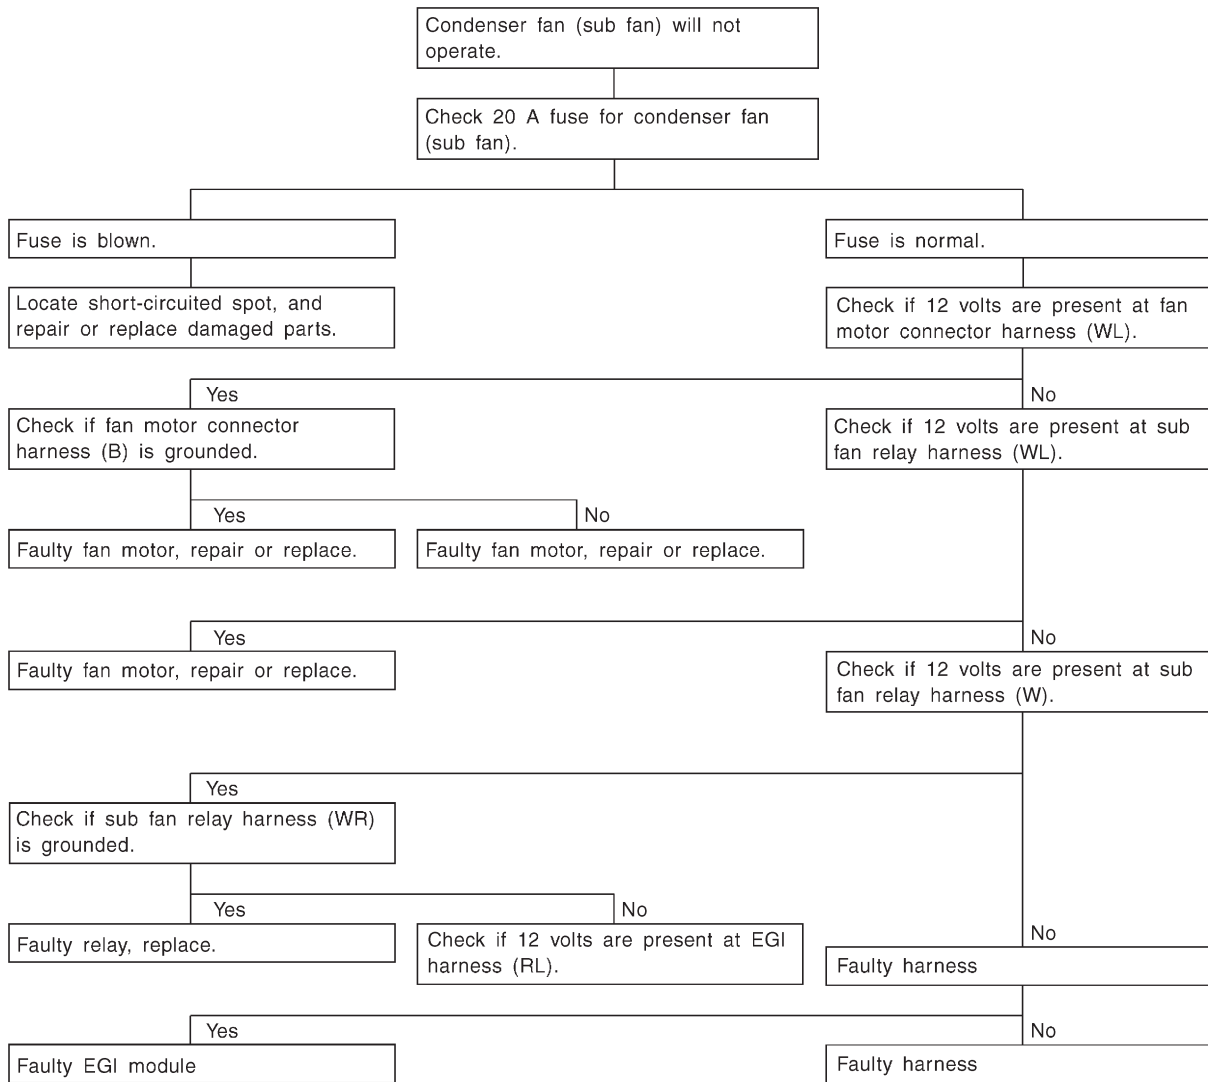 Condenser fan (sub fan) will not
operate.
Check 20 A fuse for condenser fan
(sub fan).
Fuse is blown.
Fuse is normal.
Locate short-circuited spot, and
repair or replace damaged parts.
Check if 12 volts are present at fan
motor connector harness (WL).
Yes
No
Check if fan motor connector
harness (B) is grounded.
Check if 12 volts are present at sub
fan relay harness (WL).
Yes
No
Faulty fan motor, repair or replace.
Faulty fan motor, repair or replace.
Yes
No
Faulty fan motor, repair or replace.
Check if 12 volts are present at sub
fan relay harness (W).
Yes
Check if sub fan relay harness (WR)
is grounded.
Yes
No
Faulty relay, replace.
Check if 12 volts are present at EGI
harness (RL).
No
Faulty harness
Yes
No
Faulty EGI module
Faulty harness